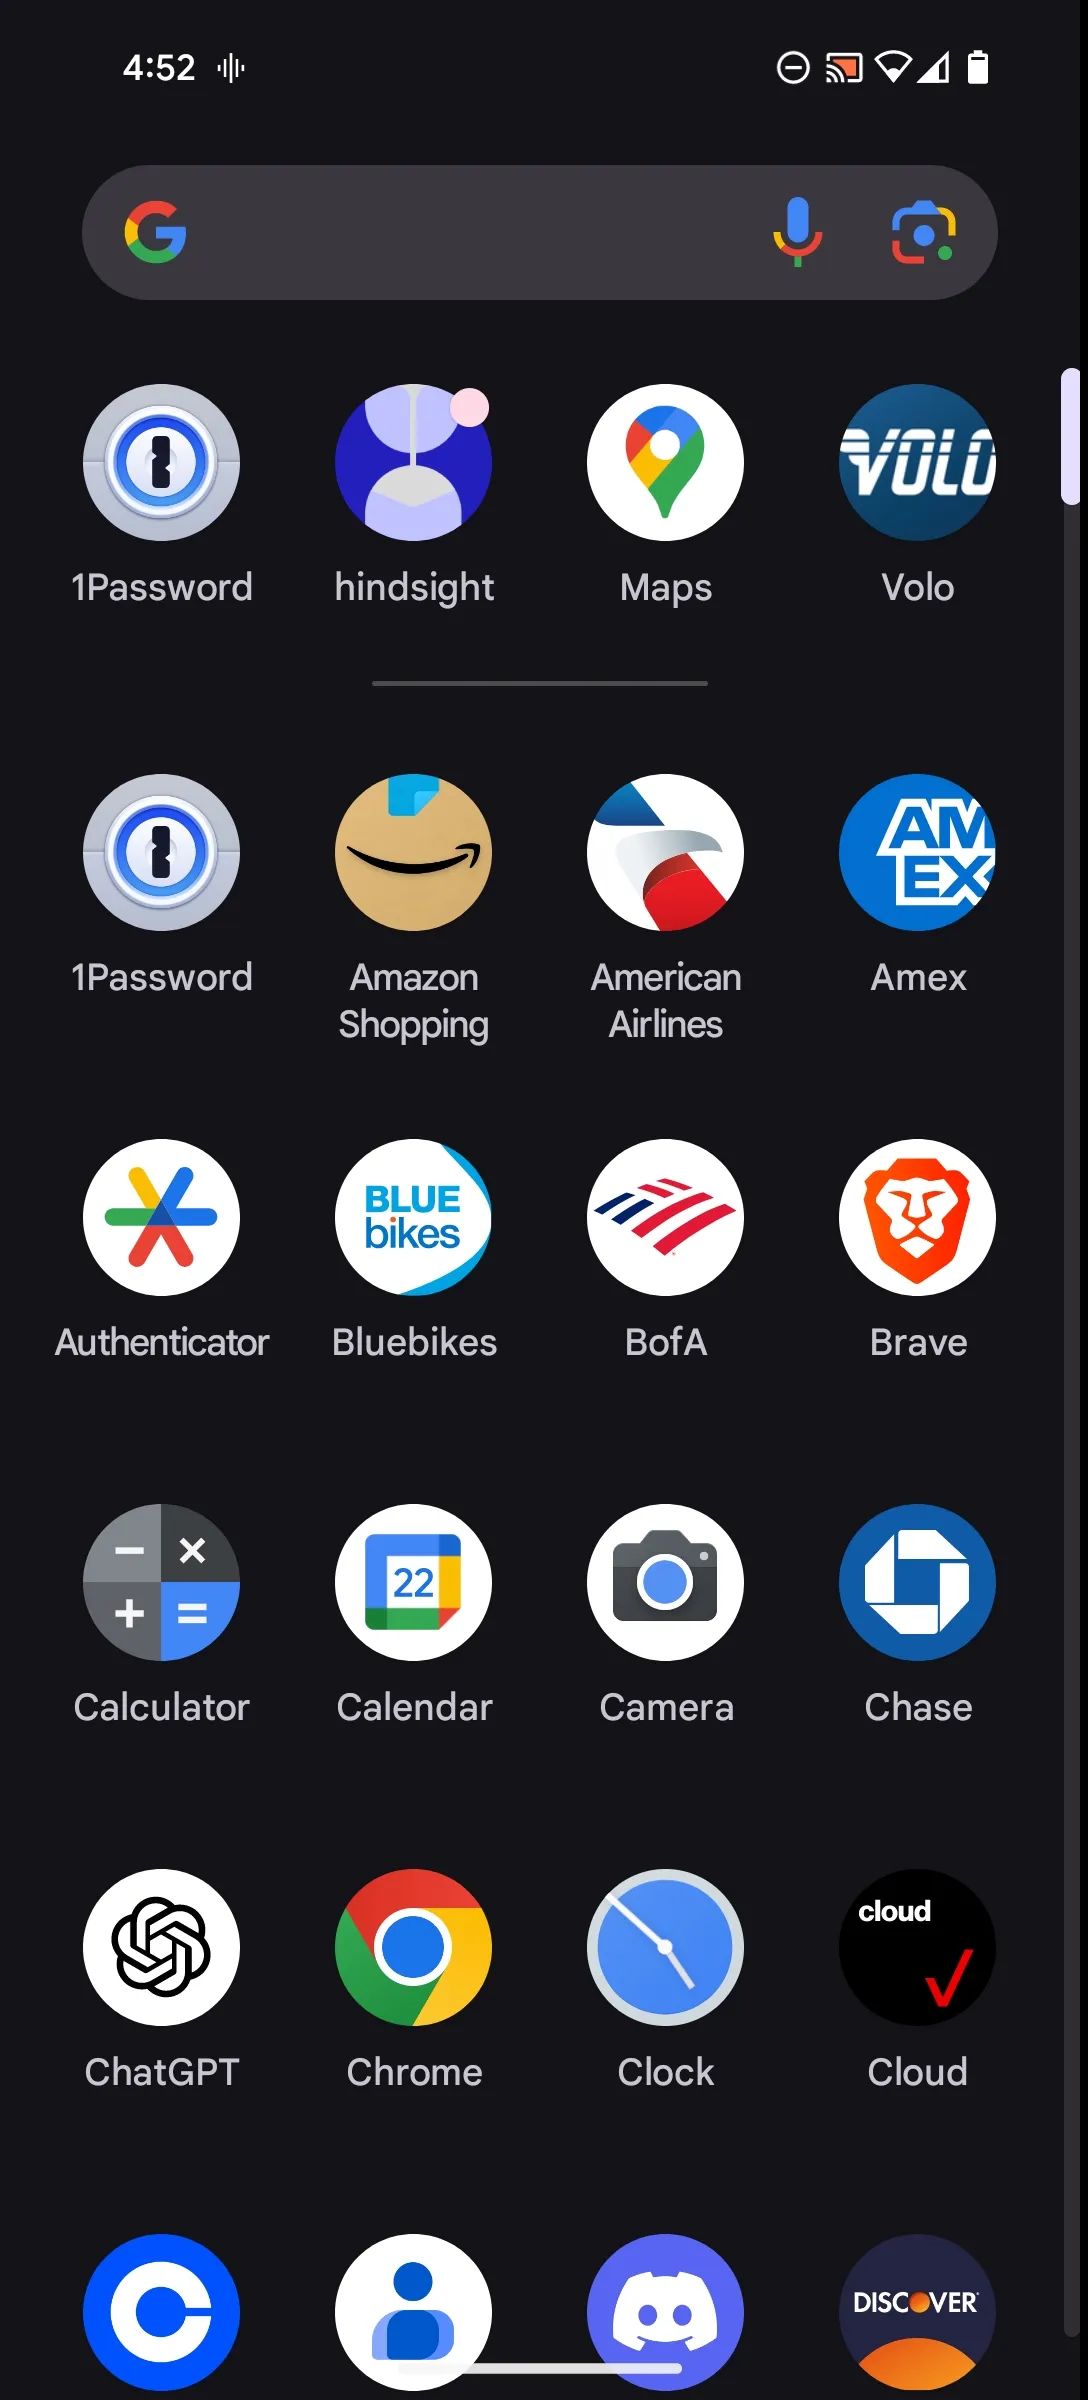 4:52
1Password
hindsight
Maps
VOLO
Volo
1Password
Amazon
Shopping
American
Airlines
AM
EX
Amex
Authenticator
BLUE
bikes
Bluebikes
BofA
Brave
Calculator
22
Calendar
Camera
Chase
ChatGPT
Chrome
Clock
cloud
Cloud
DISCOVER